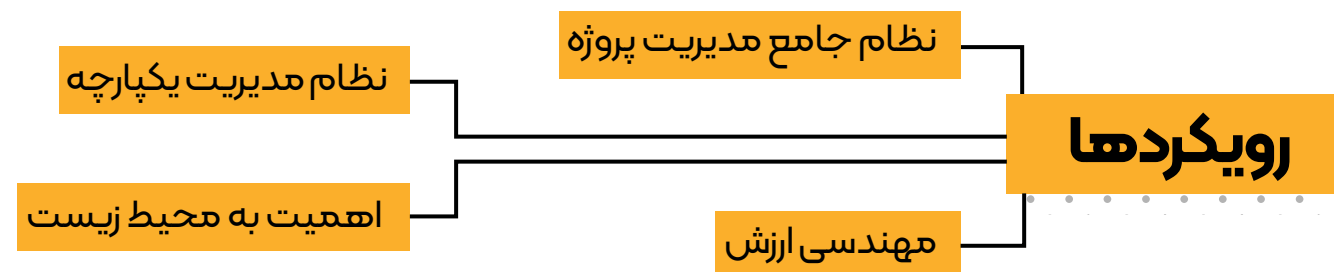 رویکردها
نظام جامع مدیریت پروژه
نظام مدیریت یکپارچه
اهمیت به محیط زیست
مهندسی ارزش